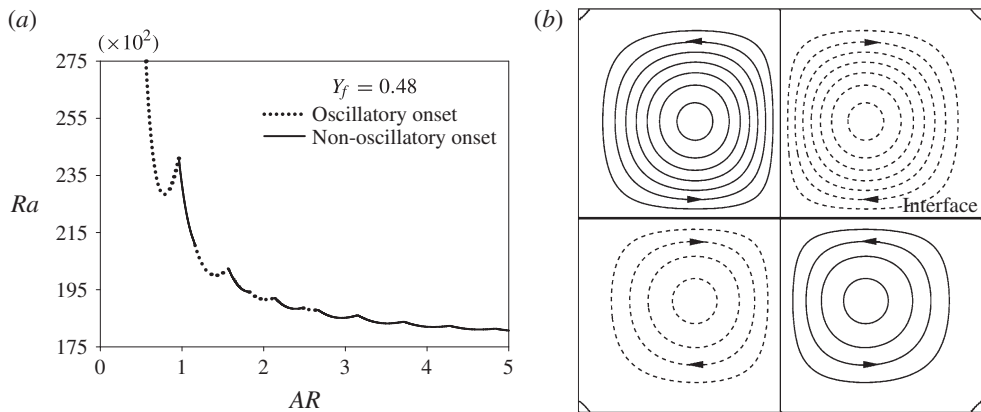 (a)
(×10²)
275
255
235
215
195
175
Ra
Y_f = 0.48
Oscillatory onset
Non-oscillatory onset
0 1 2 3 4 5
AR
(b)
Interface